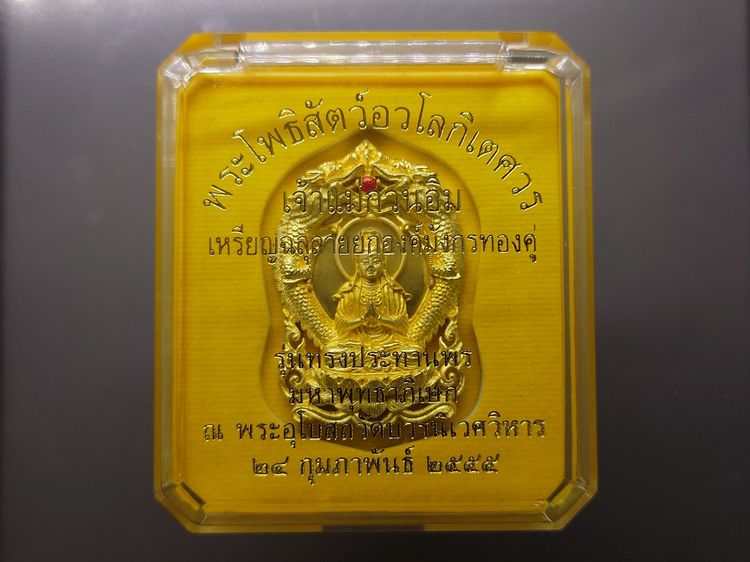 พระโพธิสัตว์อวโลกิเตศวร
เจ้าแม่กวนอิม
เหรียญฉลุลายยกองค์มังกรทองคู่
รุ่นทรงประทานพร
มหาพุทธาภิเษก
ณ พระอุโบสถวัดบวรนิเวศวิหาร
๒๔ กุมภาพันธ์ ๒๕๕๕